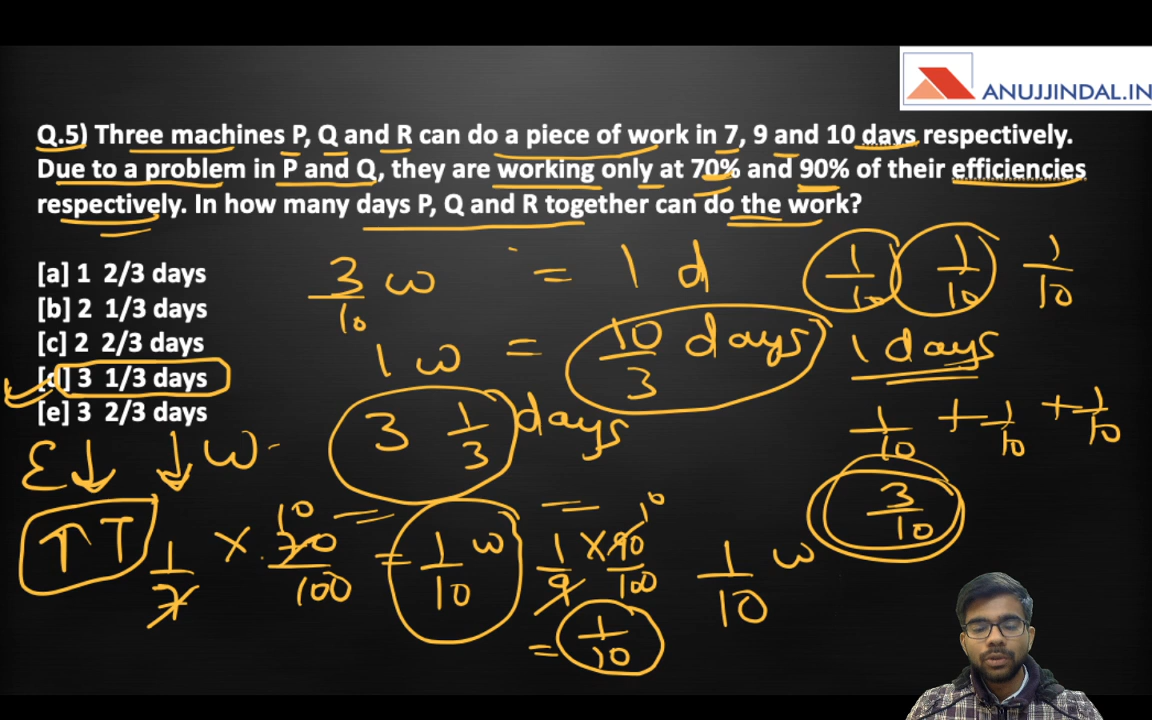 ANUJJINDAL.IN
Q.5) Three machines P, Q and R can do a piece of work in 7, 9 and 10 days respectively.
Due to a problem in P and Q, they are working only at 70% and 90% of their efficiencies
respectively. In how many days P, Q and R together can do the work?
[a] 1 2/3 days
[b] 2 1/3 days
[c] 2 2/3 days
[d] 3 1/3 days
[e] 3 2/3 days
3/10 w = 1 d
1/10 1/10 1/10
1 w = 10/3 days
1 days
3 1/3 days
1/10 + 1/10 + 1/10
3/10
E↓ ↓ w
↑ T
1/7 × 70/100 10 = 1/10 w
1/9 × 90/100 10
= 1/10
1/10 w